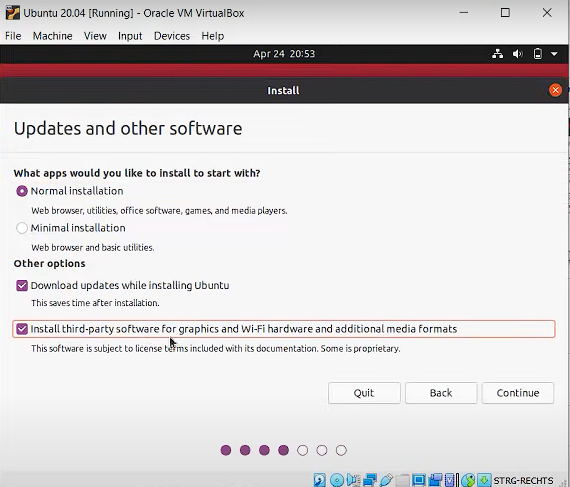 Ubuntu 20.04 [Running] - Oracle VM VirtualBox
File Machine View Input Devices Help
Apr 24 20:53
Install
Updates and other software
What apps would you like to install to start with?
Normal installation
Web browser, utilities, office software, games, and media players.
Minimal installation
Web browser and basic utilities.
Other options
Download updates while installing Ubuntu
This saves time after installation.
Install third-party software for graphics and Wi-Fi hardware and additional media formats
This software is subject to license terms included with its documentation. Some is proprietary.
Quit Back Continue
STRG-RECHTS